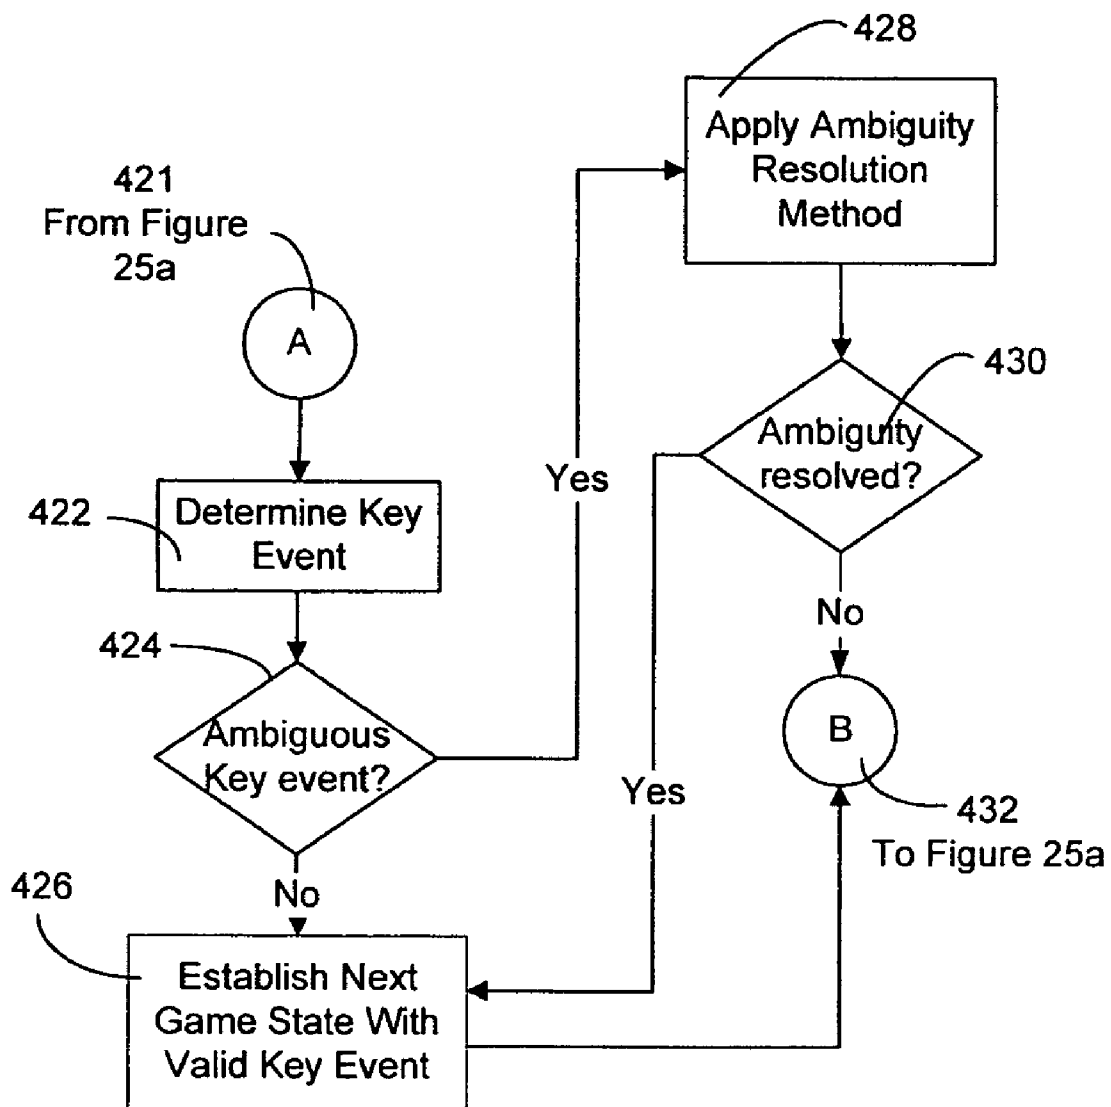 421
From Figure
25a
A
422
Determine Key
Event
424
Ambiguous
Key event?
Yes
No
426
Establish Next
Game State With
Valid Key Event
428
Apply Ambiguity
Resolution
Method
430
Ambiguity
resolved?
Yes
No
B
432
To Figure 25a